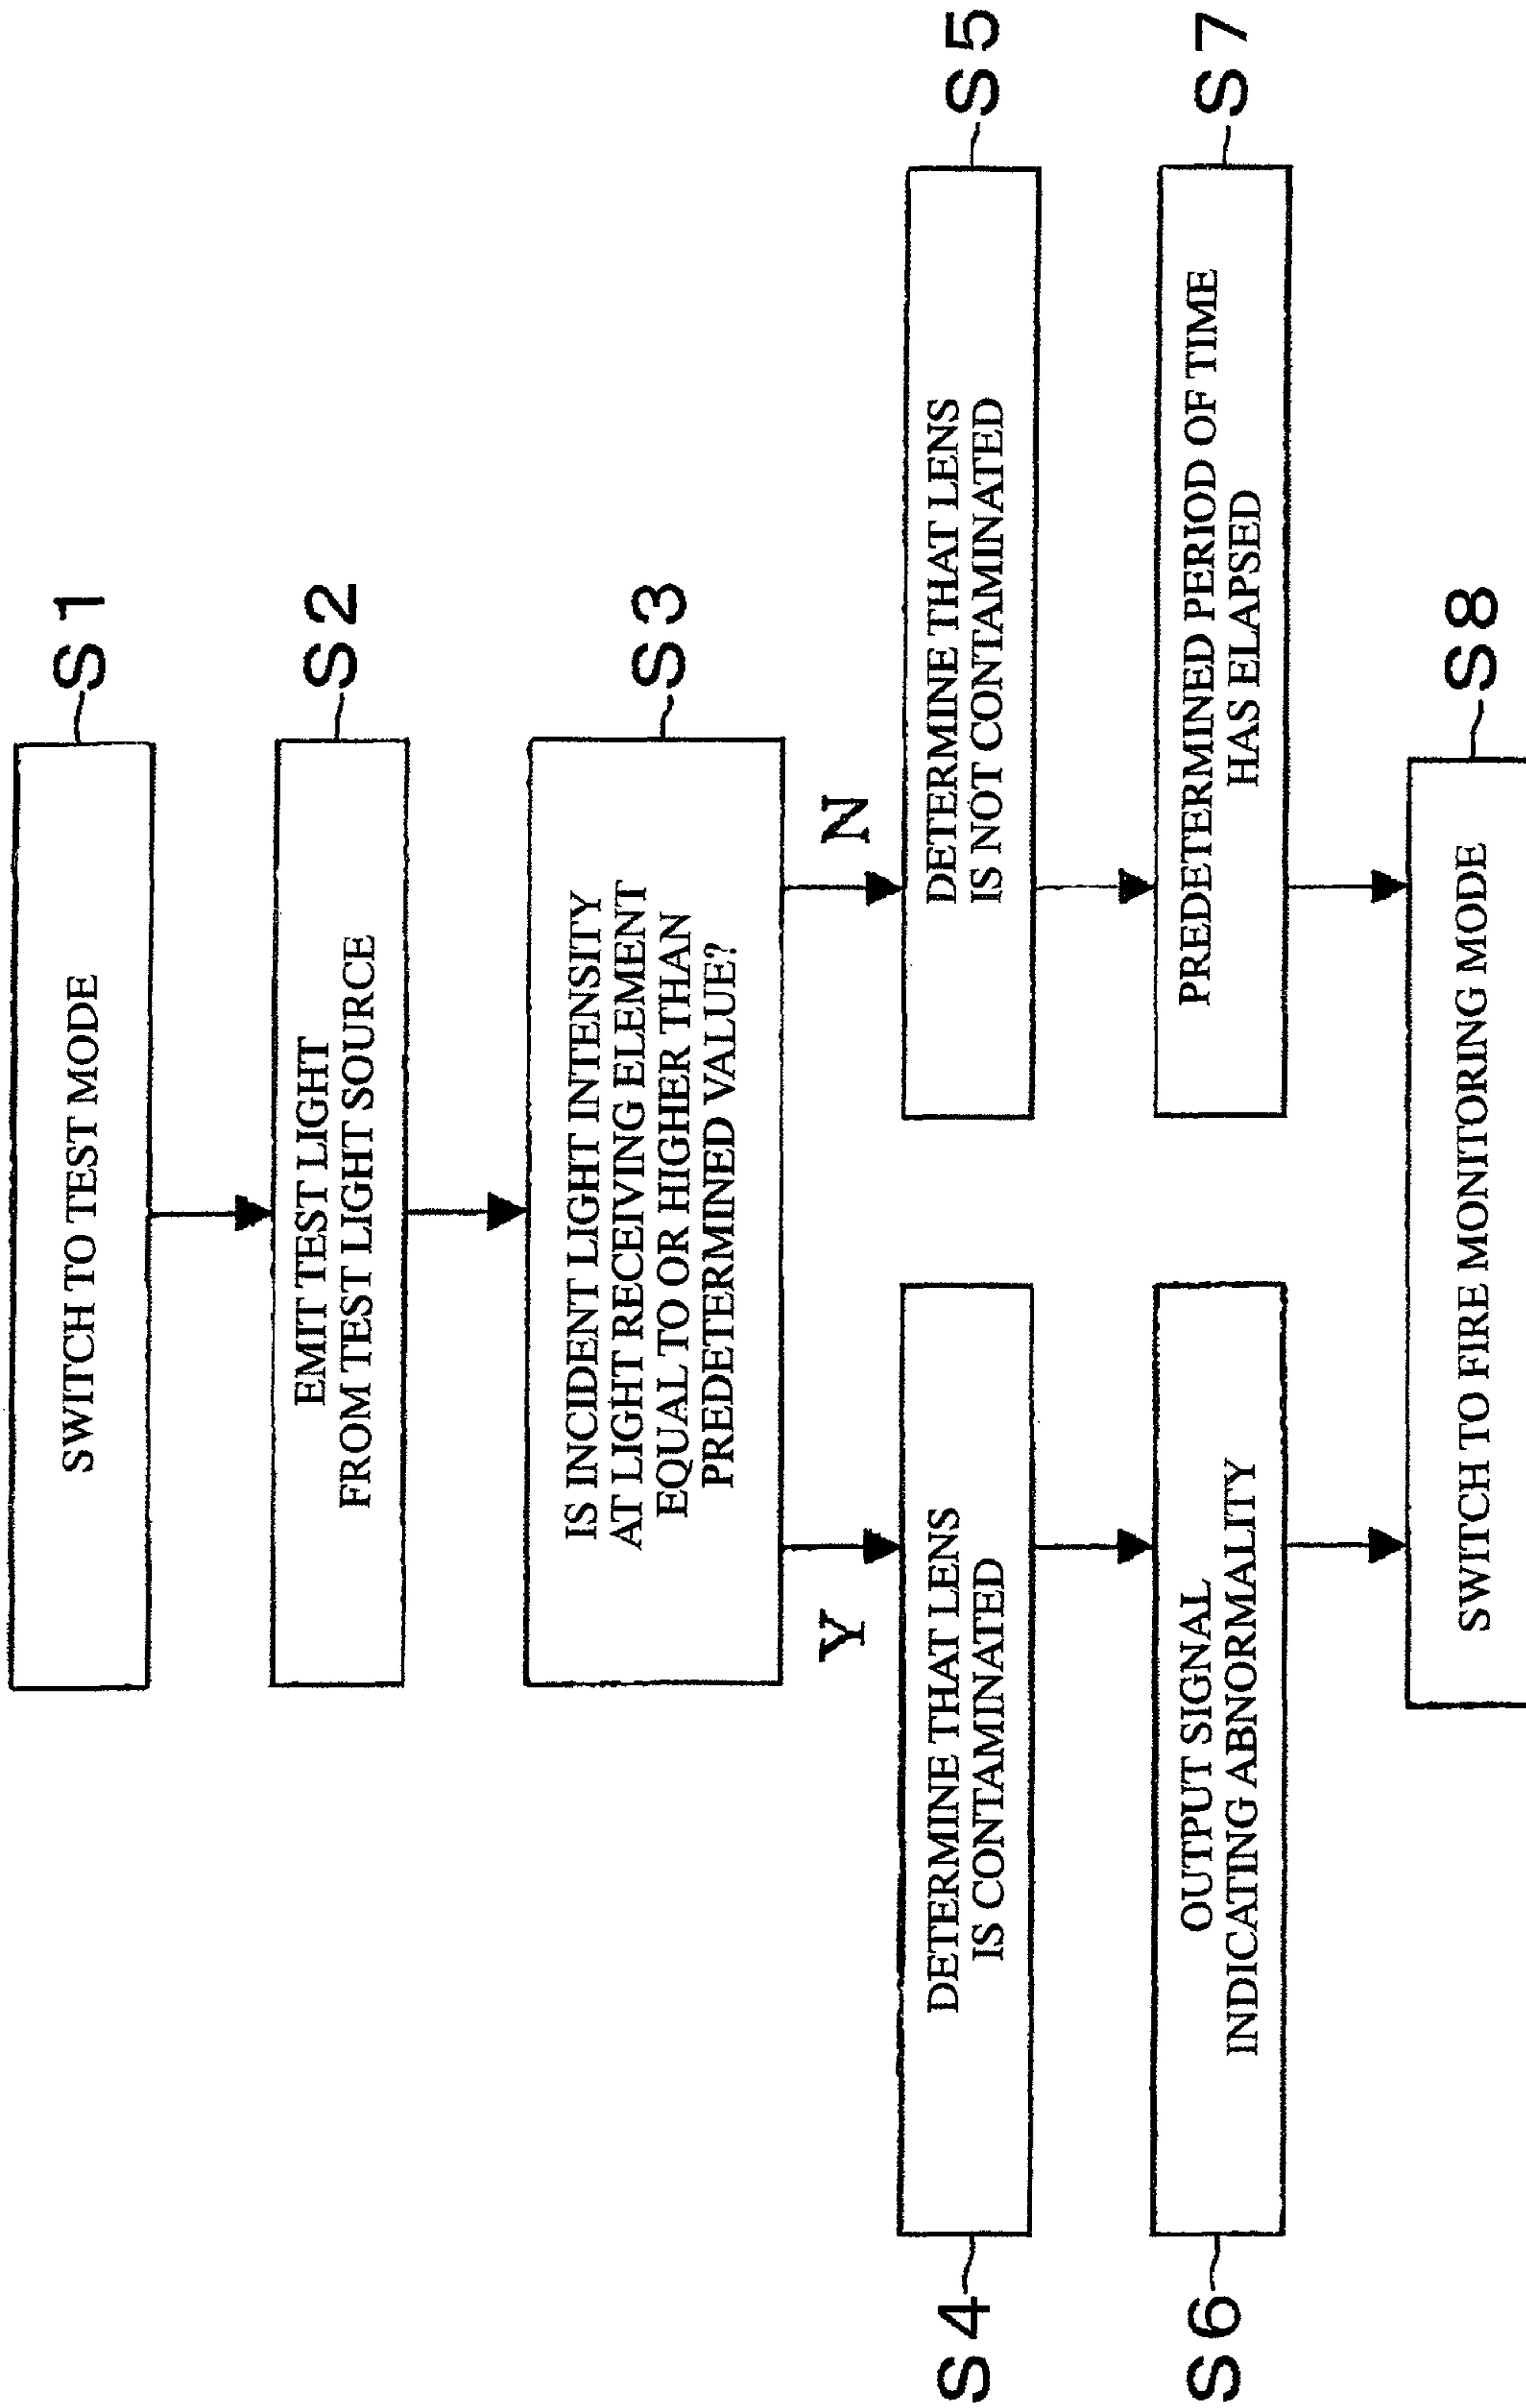 S1
SWITCH TO TEST MODE
S2
EMIT TEST LIGHT
FROM TEST LIGHT SOURCE
S3
IS INCIDENT LIGHT INTENSITY
AT LIGHT RECEIVING ELEMENT
EQUAL TO OR HIGHER THAN
PREDETERMINED VALUE?
Y
N
S4
DETERMINE THAT LENS
IS CONTAMINATED
S5
DETERMINE THAT LENS
IS NOT CONTAMINATED
S6
OUTPUT SIGNAL
INDICATING ABNORMALITY
S7
PREDETERMINED PERIOD OF TIME
HAS ELAPSED
S8
SWITCH TO FIRE MONITORING MODE